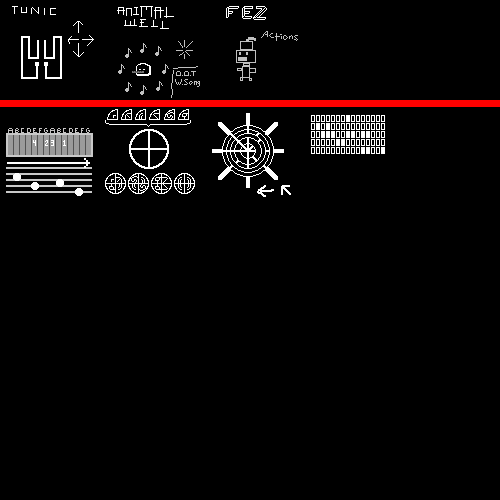 TUNIC
ANIMAL
WELL
FEZ
Actions
O.O.T
W.Song
ABCDEFGABCDEFG
4 23 1